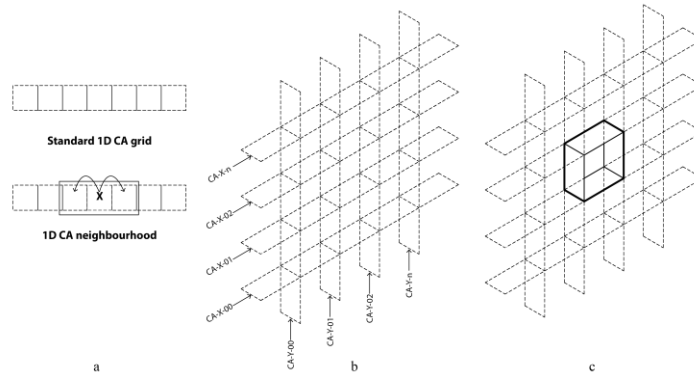 Standard 1D CA grid
X
1D CA neighbourhood
CA-X-n
CA-X-02
CA-X-01
CA-X-00
CA-Y-00
CA-Y-01
CA-Y-02
CA-Y-n
a
b
c